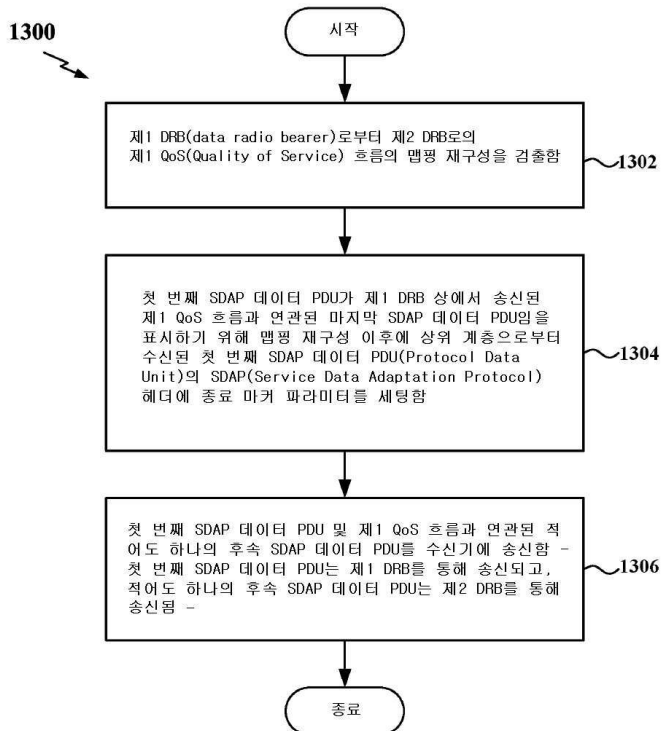 1300
시작
제1 DRB(data radio bearer)로부터 제2 DRB로의
제1 QoS(Quality of Service) 흐름의 맵핑 재구성을 검출함
1302
첫 번째 SDAP 데이터 PDU가 제1 DRB 상에서 송신된
제1 QoS 흐름과 연관된 마지막 SDAP 데이터 PDU임을
표시하기 위해 맵핑 재구성 이후에 상위 계층으로부터
수신된 첫 번째 SDAP 데이터 PDU(Protocol Data
Unit)의 SDAP(Service Data Adaptation Protocol)
헤더에 종료 마커 파라미터를 세팅함
1304
첫 번째 SDAP 데이터 PDU 및 제1 QoS 흐름과 연관된 적
어도 하나의 후속 SDAP 데이터 PDU를 수신기에 송신함 -
첫 번째 SDAP 데이터 PDU는 제1 DRB를 통해 송신되고,
적어도 하나의 후속 SDAP 데이터 PDU는 제2 DRB를 통해
송신됨 -
1306
종료